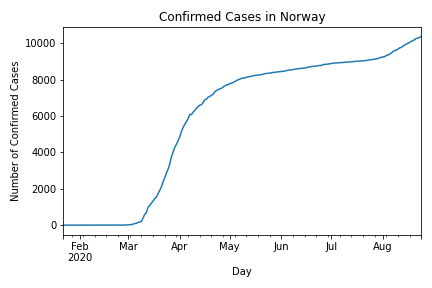 Confirmed Cases in Norway
10000
8000
6000
4000
2000
0
Number of Confirmed Cases
Feb Mar Apr May Jun Jul Aug
2020
Day